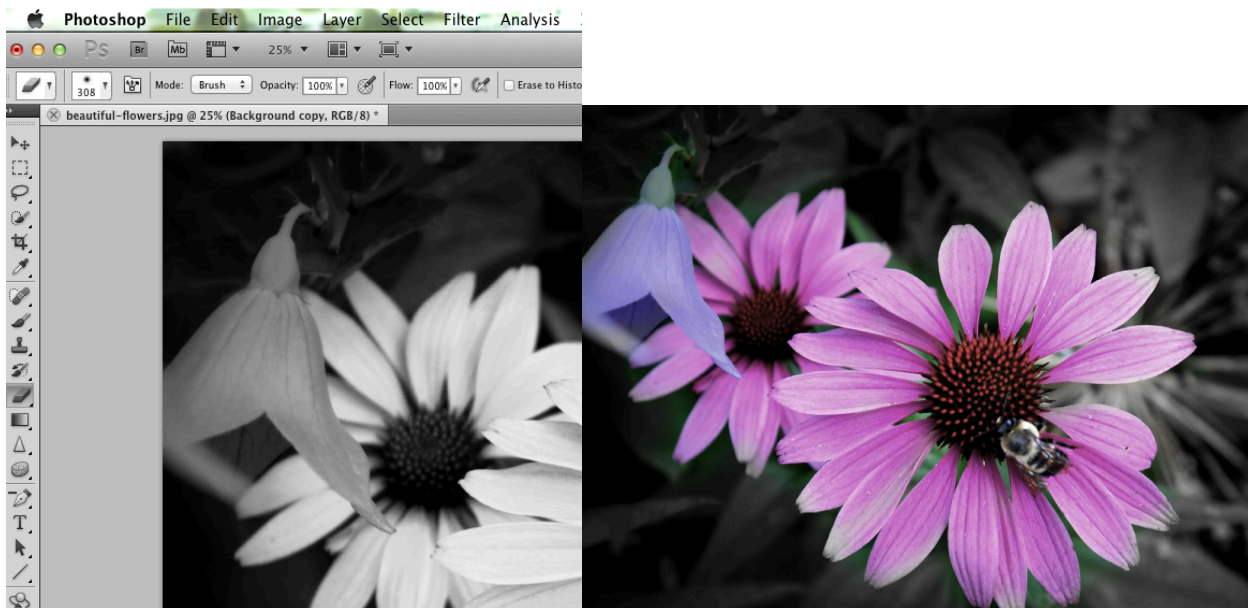 Photoshop File Edit Image Layer Select Filter Analysis
Ps Br Mb 25%
308 Mode: Brush Opacity: 100% Flow: 100% Erase to Histo
beautiful-flowers.jpg @ 25% (Background copy, RGB/8) *
T